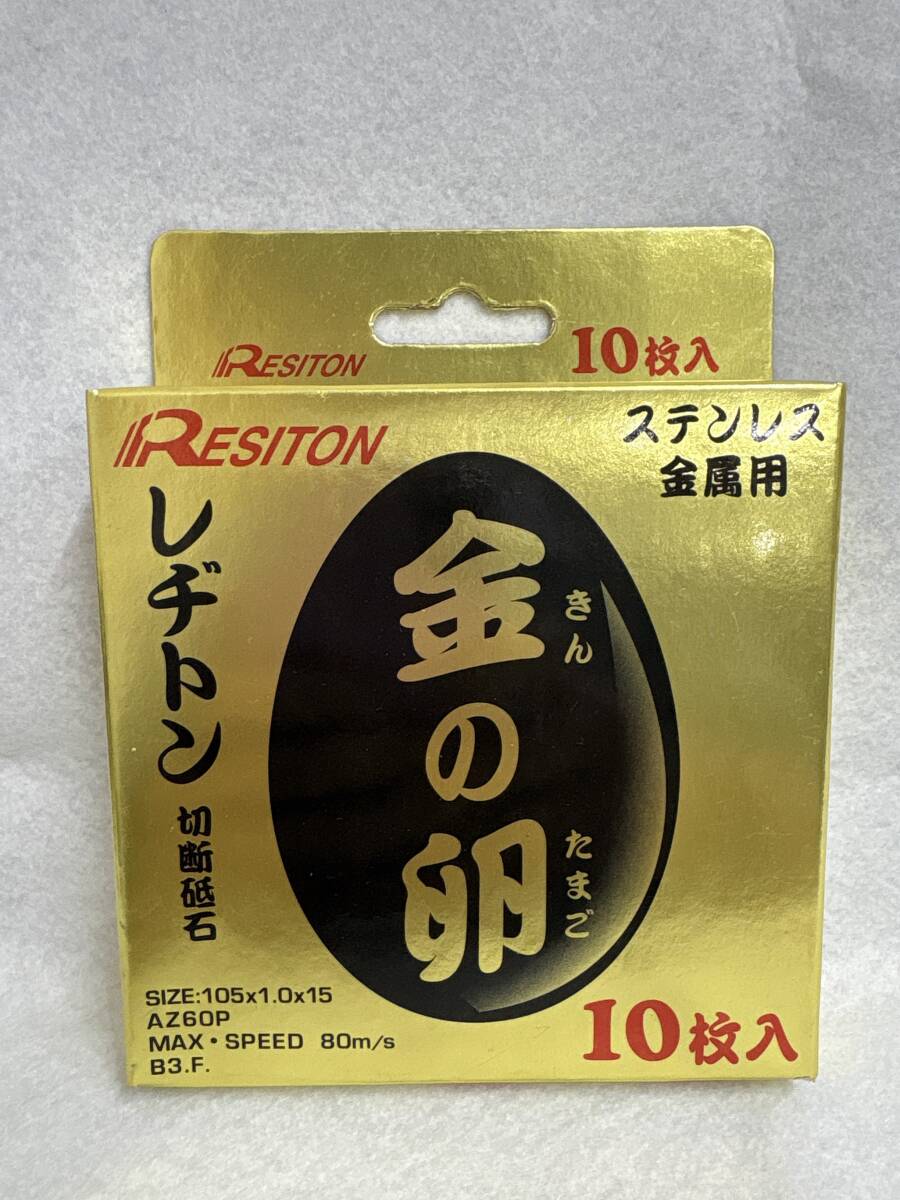 RESITON
10枚入
RESITON
ステンレス
金属用
レヂトン
切断砥石
金の卵
きん
たまご
SIZE:105x1.0x15
AZ60P
MAX・SPEED 80m/s
B3.F.
10枚入